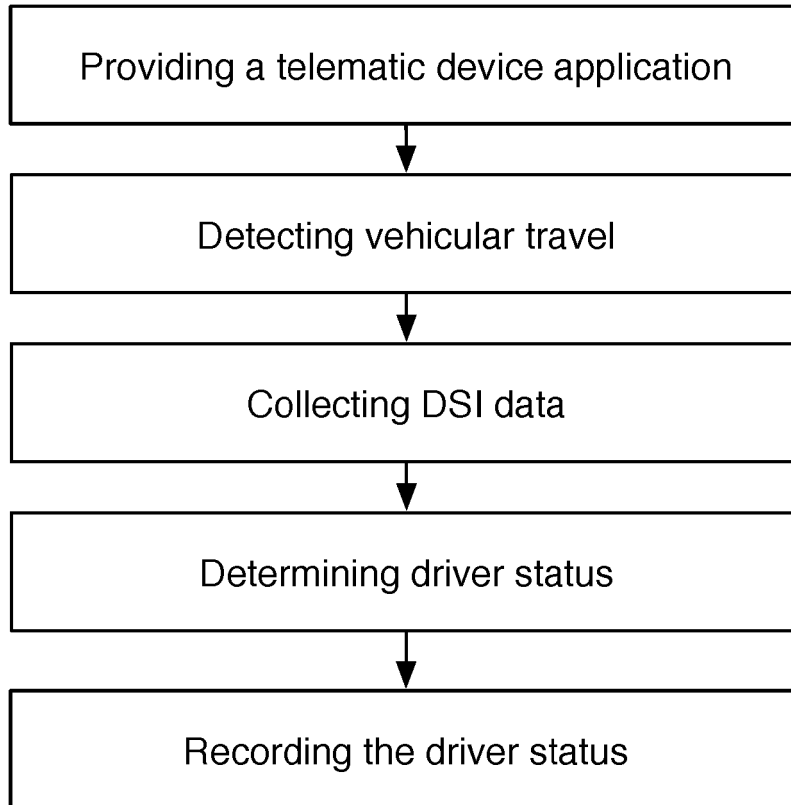 Providing a telematic device application
Detecting vehicular travel
Collecting DSI data
Determining driver status
Recording the driver status